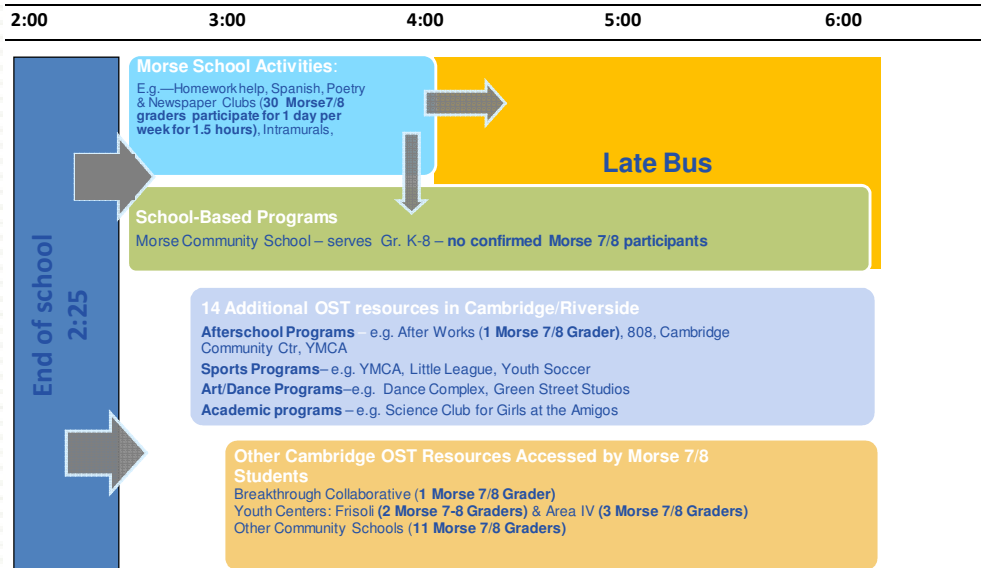 2:00 3:00 4:00 5:00 6:00
End of school
2:25
Morse School Activities:
E.g.—Homework help, Spanish, Poetry
& Newspaper Clubs (30 Morse7/8
graders participate for 1 day per
week for 1.5 hours), Intramurals,
Late Bus
School-Based Programs
Morse Community School – serves Gr. K-8 – no confirmed Morse 7/8 participants
14 Additional OST resources in Cambridge/Riverside
Afterschool Programs – e.g. After Works (1 Morse 7/8 Grader), 808, Cambridge
Community Ctr, YMCA
Sports Programs– e.g. YMCA, Little League, Youth Soccer
Art/Dance Programs–e.g. Dance Complex, Green Street Studios
Academic programs – e.g. Science Club for Girls at the Amigos
Other Cambridge OST Resources Accessed by Morse 7/8
Students
Breakthrough Collaborative (1 Morse 7/8 Grader)
Youth Centers: Frisoli (2 Morse 7-8 Graders) & Area IV (3 Morse 7/8 Graders)
Other Community Schools (11 Morse 7/8 Graders)